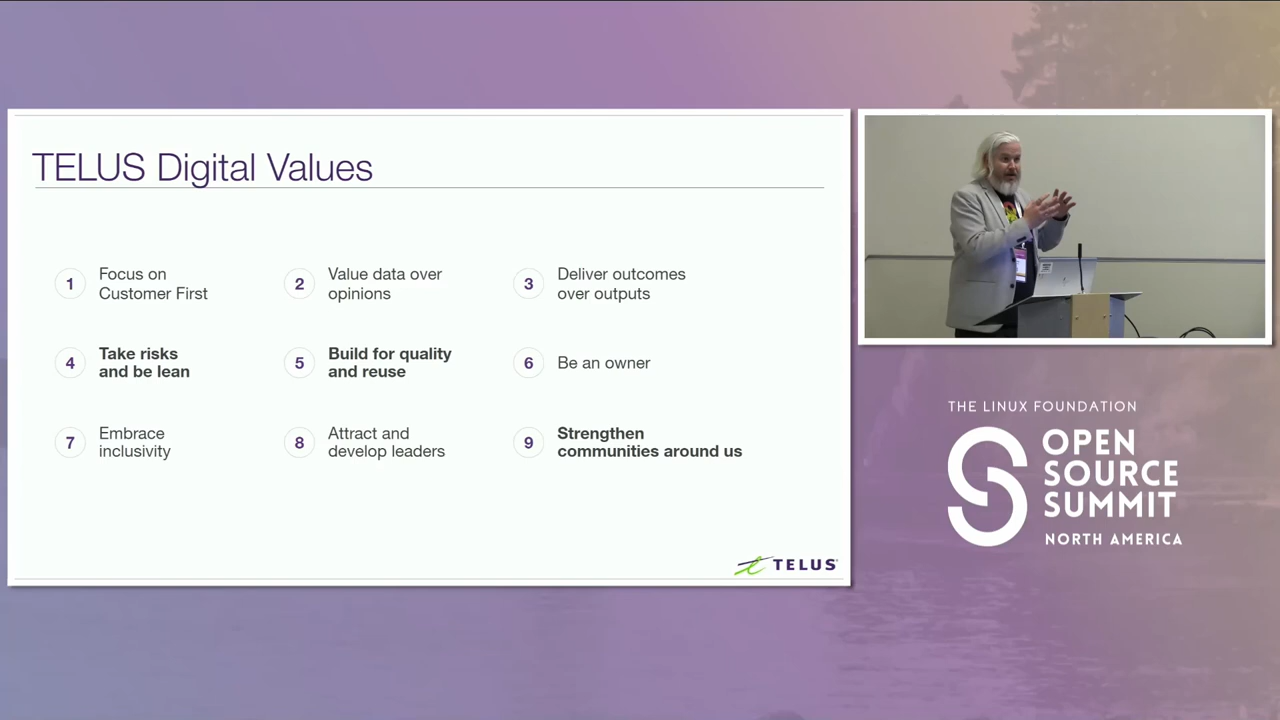 TELUS Digital Values
1
Focus on
Customer First
2
Value data over
opinions
3
Deliver outcomes
over outputs
4
Take risks
and be lean
5
Build for quality
and reuse
6
Be an owner
7
Embrace
inclusivity
8
Attract and
develop leaders
9
Strengthen
communities around us
TELUS
THE LINUX FOUNDATION
OPEN
SOURCE
SUMMIT
NORTH AMERICA